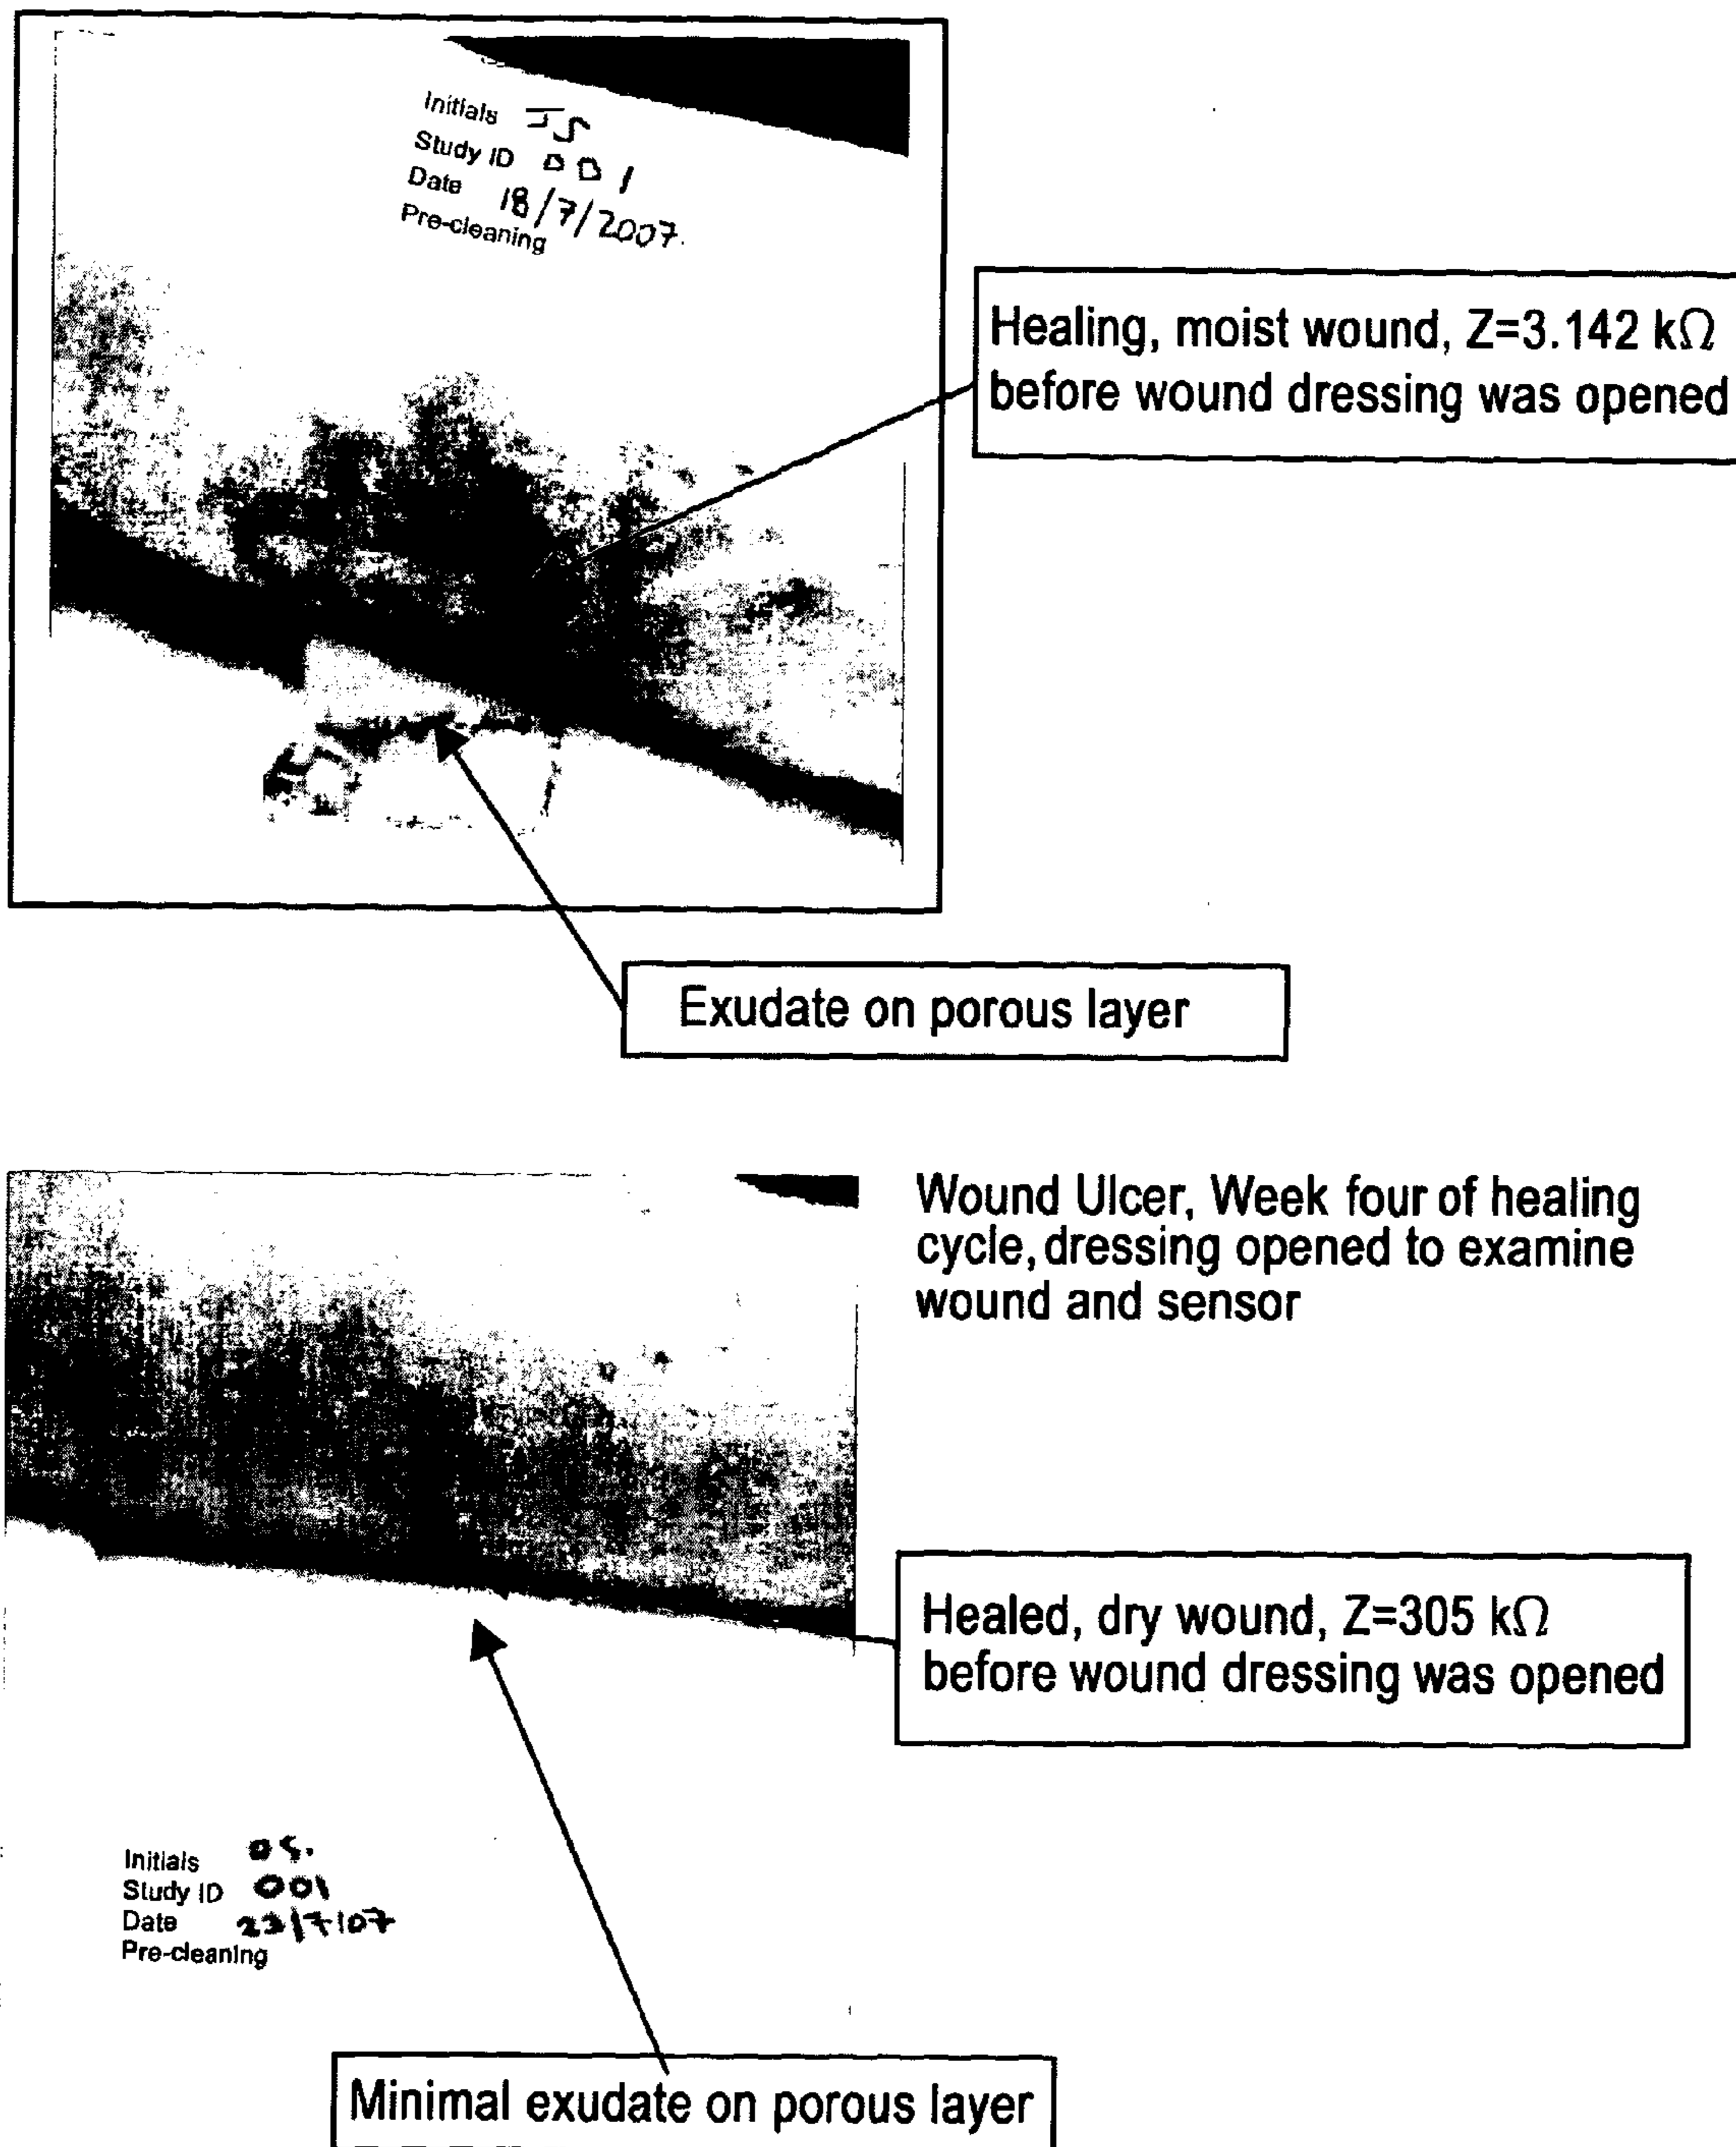 Initials JS
Study ID 001
Date 18/7/2007.
Pre-cleaning
Healing, moist wound, Z=3.142 kΩ
before wound dressing was opened
Exudate on porous layer
Wound Ulcer, Week four of healing
cycle, dressing opened to examine
wound and sensor
Healed, dry wound, Z=305 kΩ
before wound dressing was opened
Initials
Study ID 001
Date 23/7/07
Pre-cleaning
Minimal exudate on porous layer